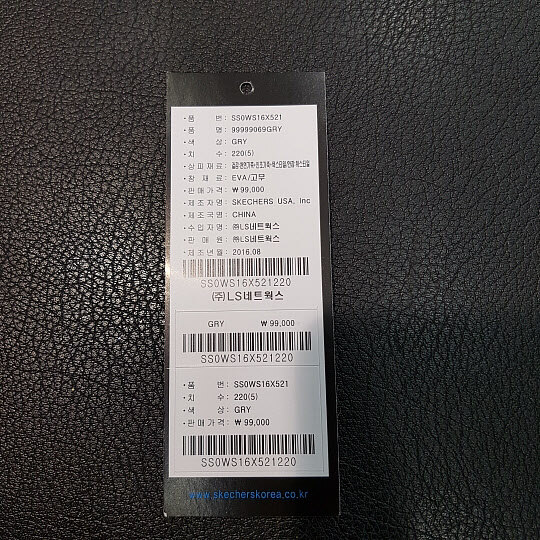 ·품 번: SS0WS16X521
·품 명: 99999069GRY
·색 상: GRY
·치 수: 220(5)
·상피재료:
·창 재료: EVA/고무
·판매가격: ₩ 99,000
·제조자명: SKECHERS USA, Inc
·제조국명: CHINA
·수입자명: ㈜LS네트웍스
·판 매 원: ㈜LS네트웍스
·제조년월: 2016.08
SS0WS16X521220
㈜LS네트웍스
GRY ₩ 99,000
SS0WS16X521220
·품 번: SS0WS16X521
·치 수: 220(5)
·색 상: GRY
·판매가격: ₩ 99,000
SS0WS16X521220
www.skecherskorea.co.kr